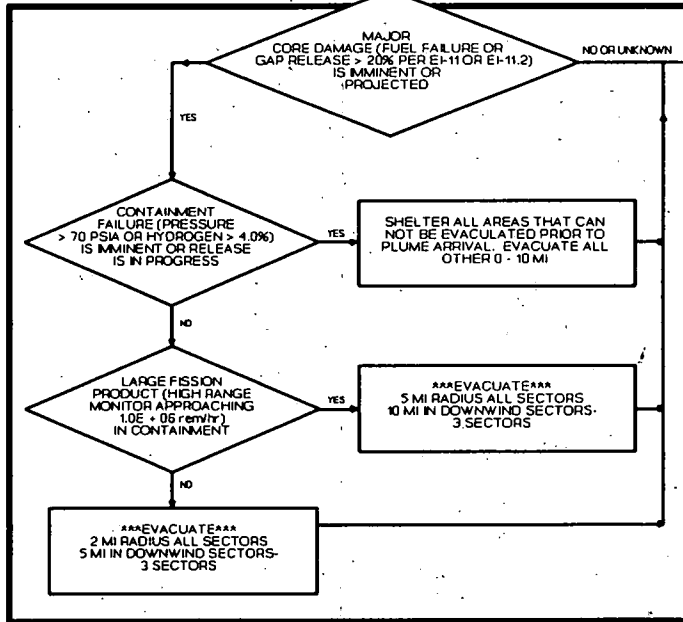 MAJOR
CORE DAMAGE (FUEL FAILURE OR
GAP RELEASE > 20% PER EI-11 OR EI-11.2)
IS IMMINENT OR
PROJECTED
NO OR UNKNOWN
YES
CONTAINMENT
FAILURE (PRESSURE
> 70 PSIA OR HYDROGEN > 4.0%)
IS IMMINENT OR RELEASE
IS IN PROGRESS
YES
SHELTER ALL AREAS THAT CAN
NOT BE EVACULATED PRIOR TO
PLUME ARRIVAL. EVACUATE ALL
OTHER 0 - 10 MI
NO
LARGE FISSION
PRODUCT (HIGH RANGE
MONITOR APPROACHING
1.0E + 06 rem/hr)
IN CONTAINMENT
YES
***EVACUATE***
5 MI RADIUS ALL SECTORS
10 MI IN DOWNWIND SECTORS-
3 SECTORS
NO
***EVACUATE***
2 MI RADIUS ALL SECTORS
5 MI IN DOWNWIND SECTORS-
3 SECTORS